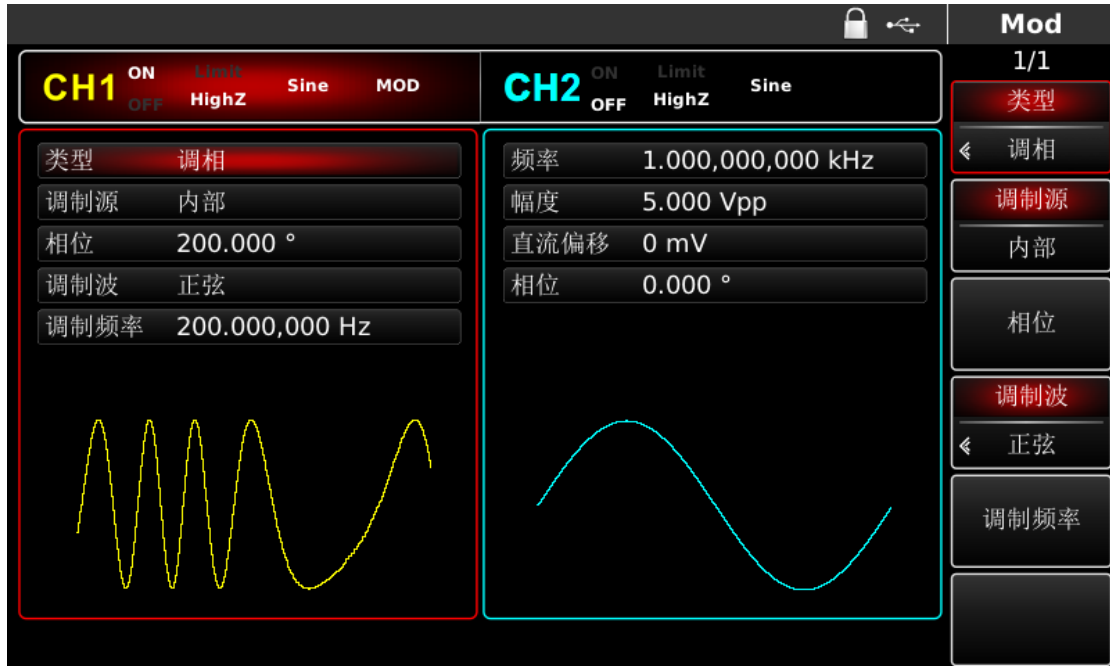 Mod
1/1
CH1 ON OFF Limit HighZ Sine MOD
CH2 ON OFF Limit HighZ Sine
类型 调相
调制源 内部
相位 200.000 °
调制波 正弦
调制频率 200.000,000 Hz
频率 1.000,000,000 kHz
幅度 5.000 Vpp
直流偏移 0 mV
相位 0.000 °
类型
调相
调制源
内部
相位
调制波
正弦
调制频率